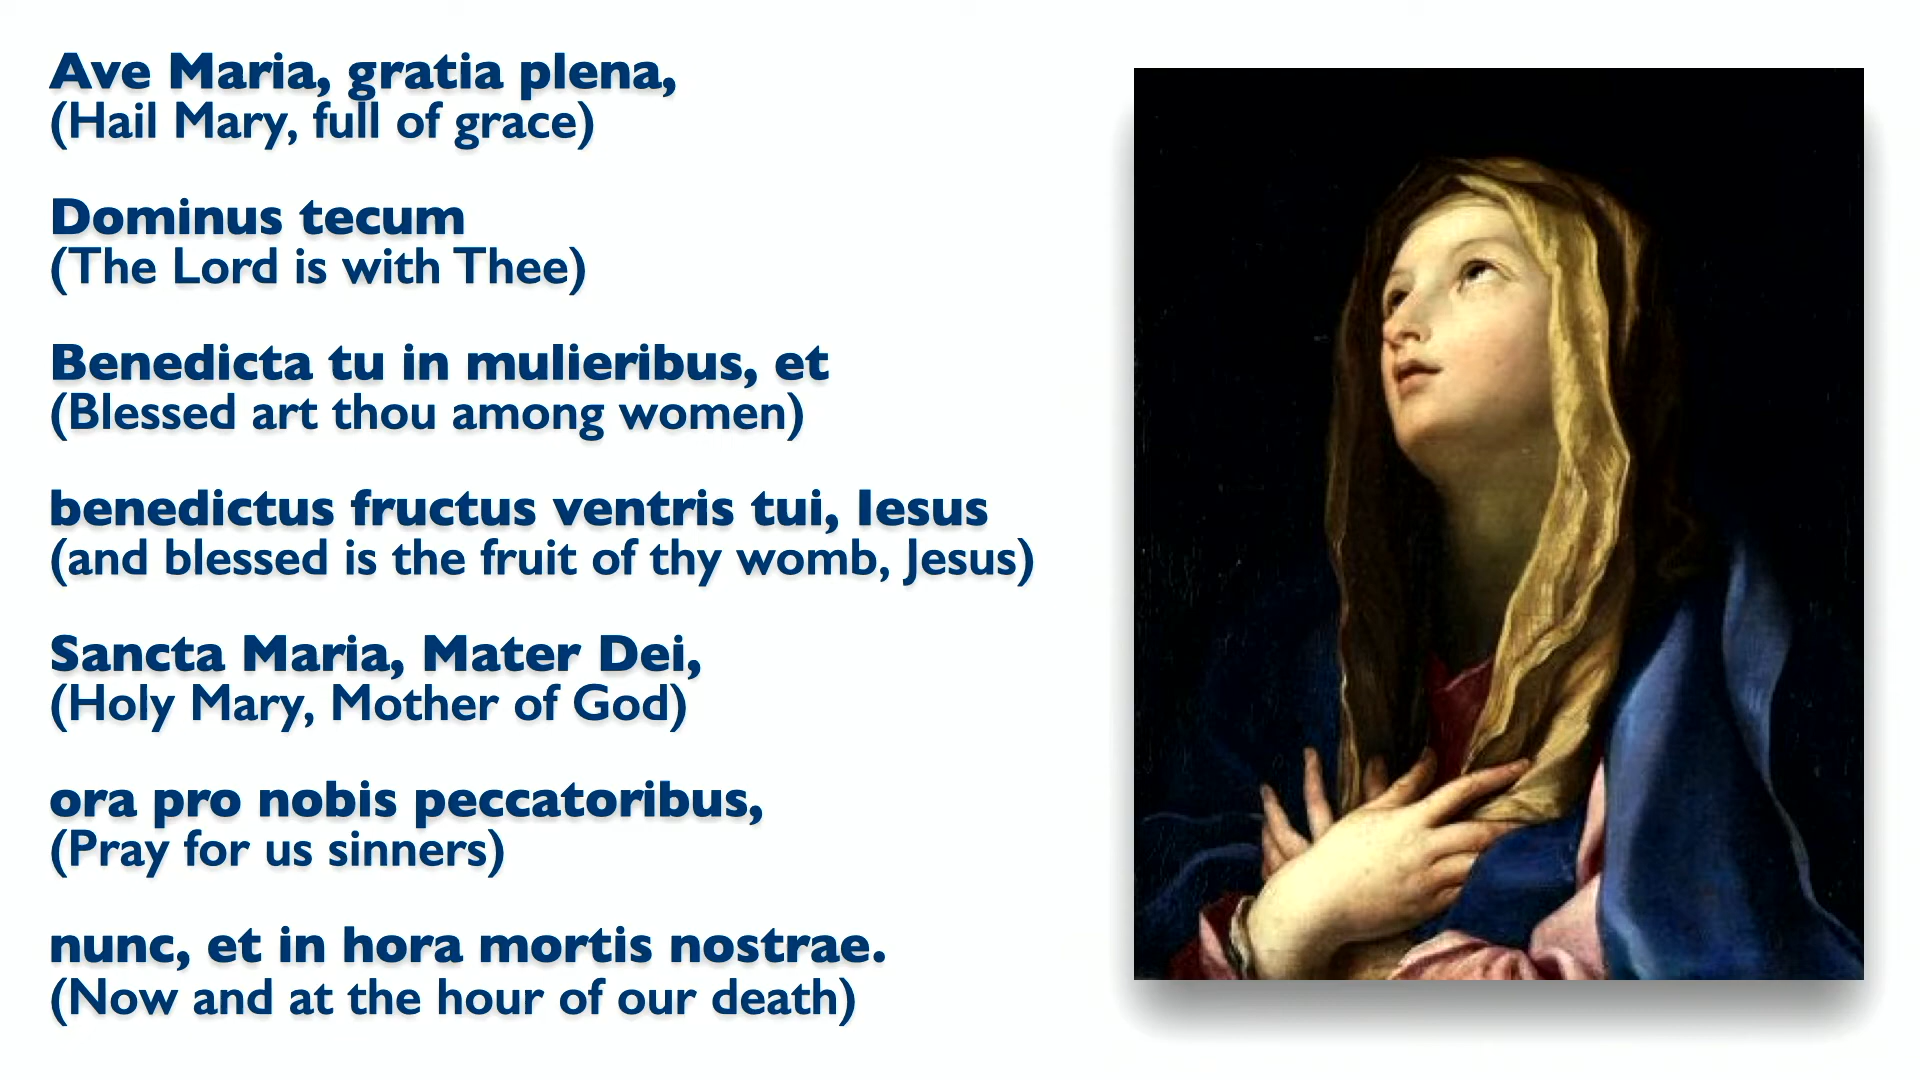 Ave Maria, gratia plena,
(Hail Mary, full of grace)
Dominus tecum
(The Lord is with Thee)
Benedicta tu in mulieribus, et
(Blessed art thou among women)
benedictus fructus ventris tui, Iesus
(and blessed is the fruit of thy womb, Jesus)
Sancta Maria, Mater Dei,
(Holy Mary, Mother of God)
ora pro nobis peccatoribus,
(Pray for us sinners)
nunc, et in hora mortis nostrae.
(Now and at the hour of our death)